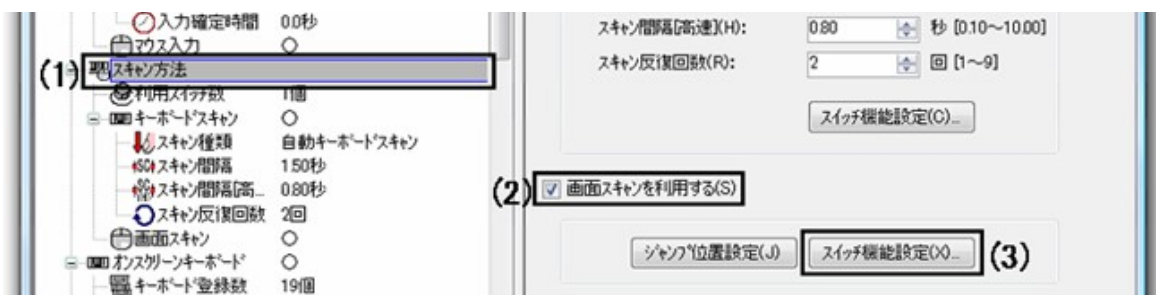 入力確定時間 0.0秒
マウス入力 ○
(1) スキャン方法
利用スイッチ数 1個
キーボードスキャン ○
スキャン種類 自動キーボードスキャン
スキャン間隔 1.50秒
スキャン間隔[高... 0.80秒
スキャン反復回数 2回
画面スキャン ○
オンスクリーンキーボード ○
キーボード登録数 19個
スキャン間隔[高速](H): 0.80 秒 [0.10～10.00]
スキャン反復回数(R): 2 回 [1～9]
スイッチ機能設定(C)...
(2) 画面スキャンを利用する(S)
ジャンプ位置設定(J) スイッチ機能設定(X)... (3)